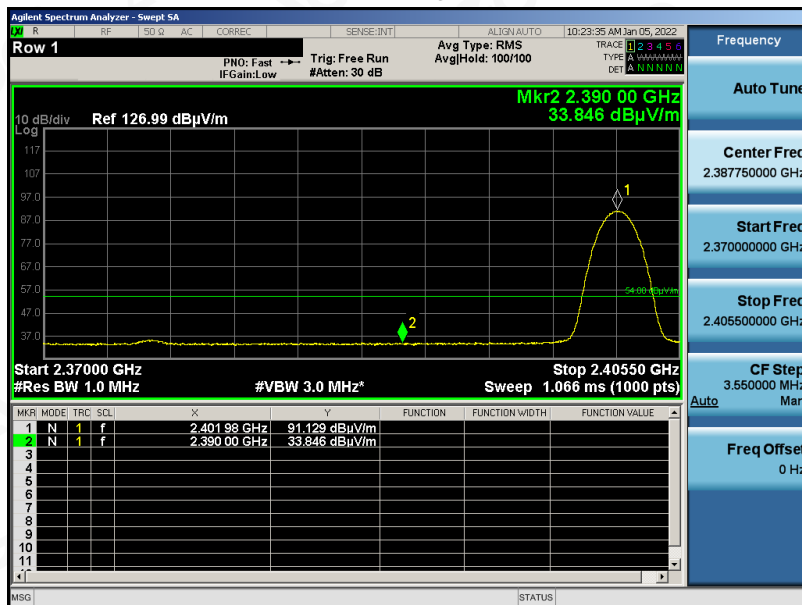 Agilent Spectrum Analyzer - Swept SA
LXI R RF 50 Ω AC CORREC SENSE:INT ALIGN AUTO 10:23:35 AM Jan 05, 2022
Row 1
PNO: Fast
IFGain:Low
Trig: Free Run
#Atten: 30 dB
Avg Type: RMS
Avg|Hold: 100/100
TRACE 1 2 3 4 5 6
TYPE A WWWWW
DET A N N N N N
Mkr2 2.390 00 GHz
33.846 dBµV/m
10 dB/div Ref 126.99 dBµV/m
Log
117
107
97.0
87.0
77.0
67.0
57.0
47.0
37.0
1
54.00 dBµV/m
2
Start 2.37000 GHz Stop 2.40550 GHz
#Res BW 1.0 MHz #VBW 3.0 MHz* Sweep 1.066 ms (1000 pts)
MKR MODE TRC SCL X Y FUNCTION FUNCTION WIDTH FUNCTION VALUE
1 N 1 f 2.401 98 GHz 91.129 dBµV/m
2 N 1 f 2.390 00 GHz 33.846 dBµV/m
3
4
5
6
7
8
9
10
11
MSG STATUS
Frequency
Auto Tune
Center Freq
2.387750000 GHz
Start Freq
2.370000000 GHz
Stop Freq
2.405500000 GHz
CF Step
3.550000 MHz
Auto Man
Freq Offset
0 Hz